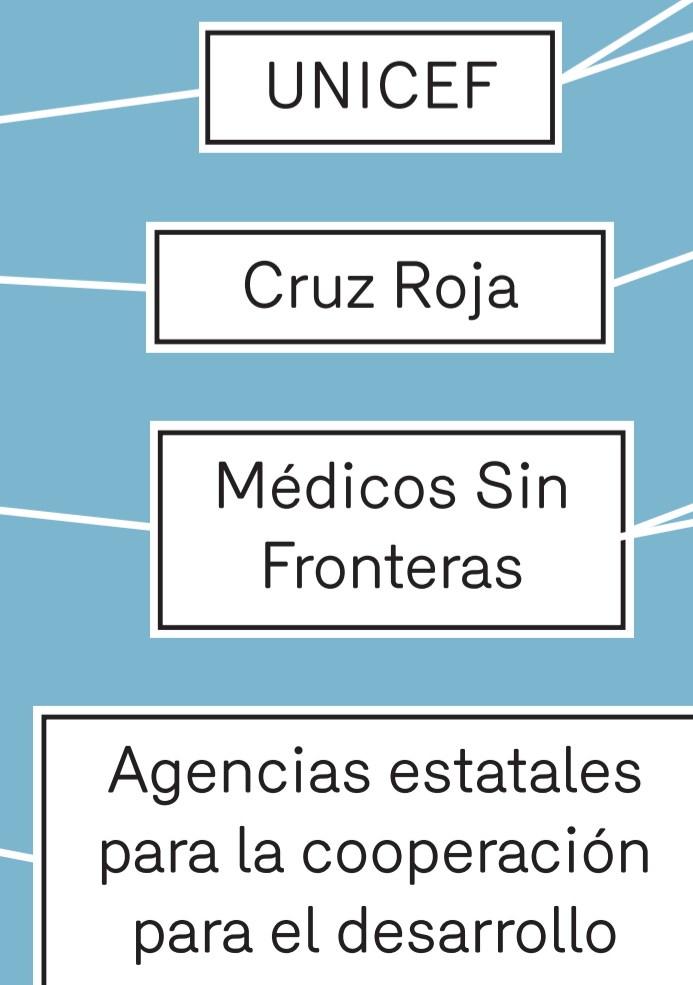 UNICEF
Cruz Roja
Médicos Sin
Fronteras
Agencias estatales
para la cooperación
para el desarrollo